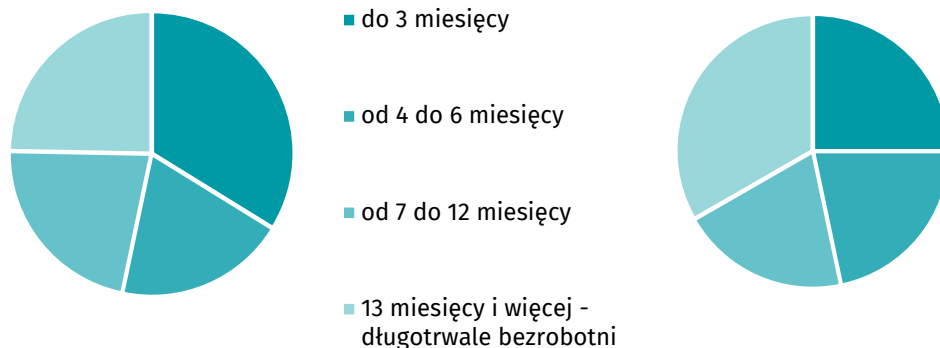 do 3 miesięcy
od 4 do 6 miesięcy
od 7 do 12 miesięcy
13 miesięcy i więcej -
długotrwale bezrobotni